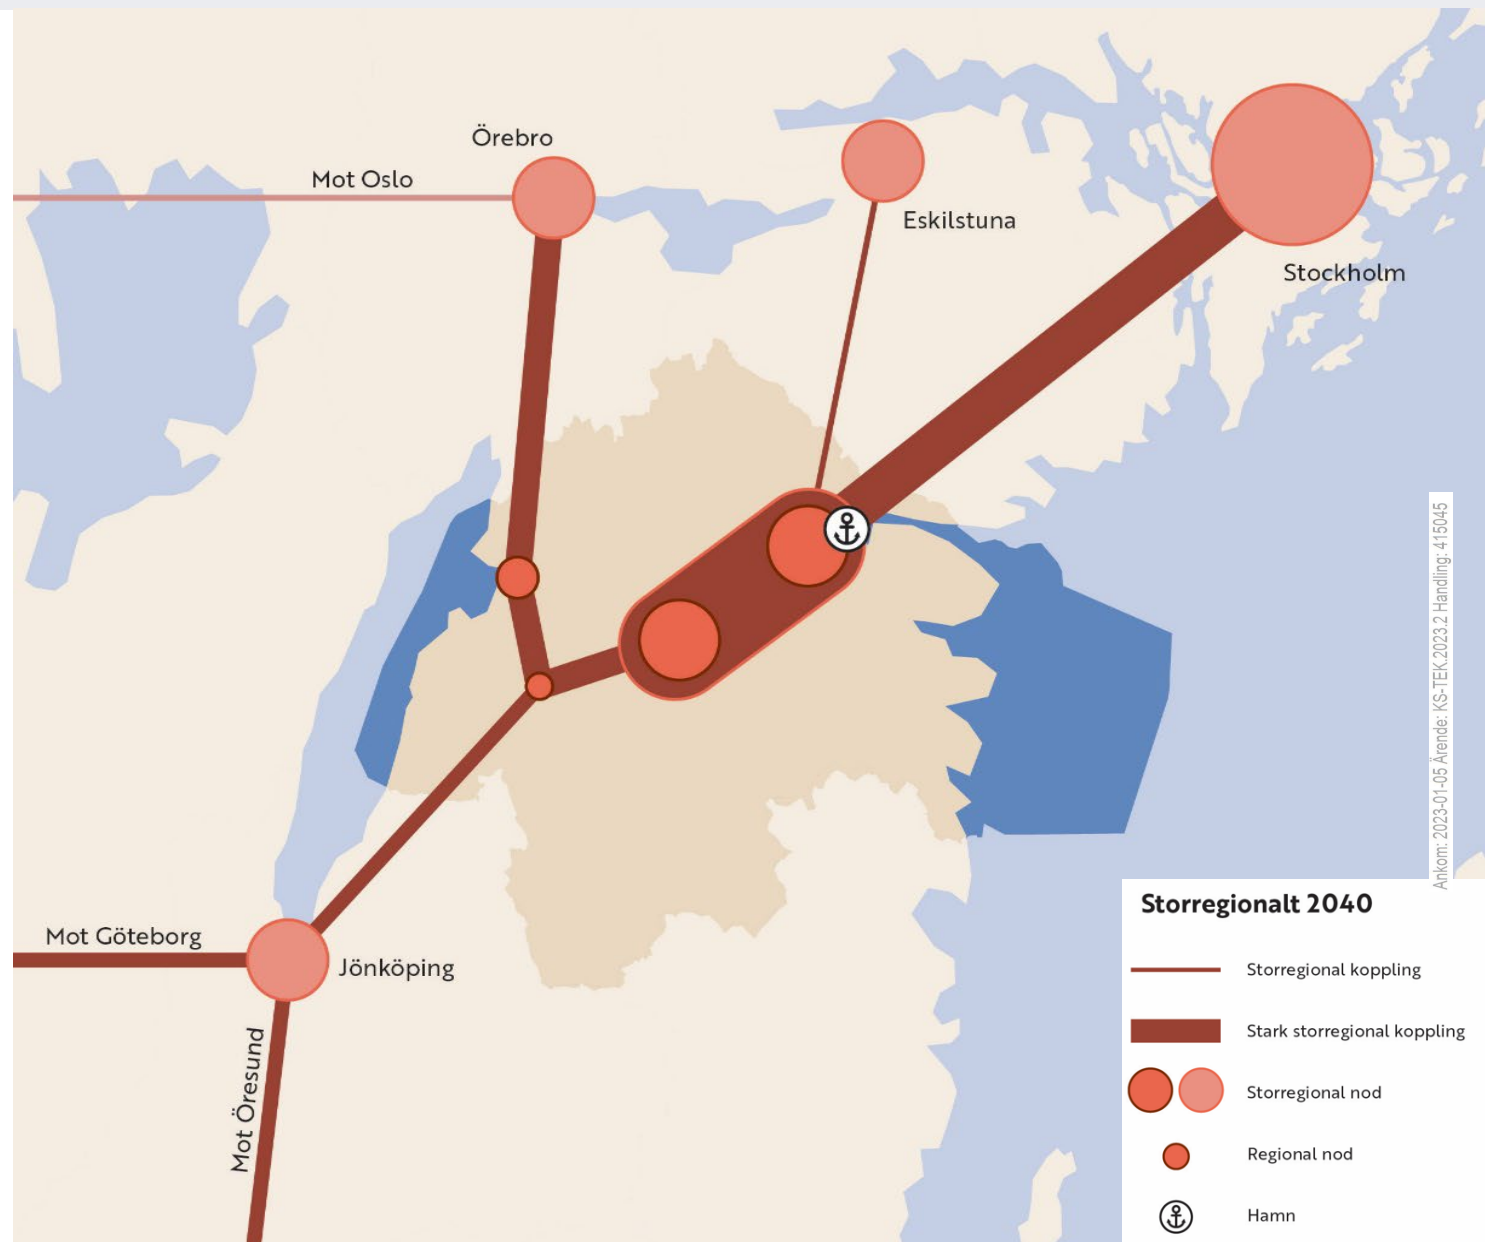 Örebro
Mot Oslo
Eskilstuna
Stockholm
Ankom: 2023-01-05 Ärende: KS-TEK.2023.2 Handling: 415045
Mot Göteborg
Jönköping
Mot Öresund
Storregionalt 2040
Storregional koppling
Stark storregional koppling
Storregional nod
Regional nod
Hamn